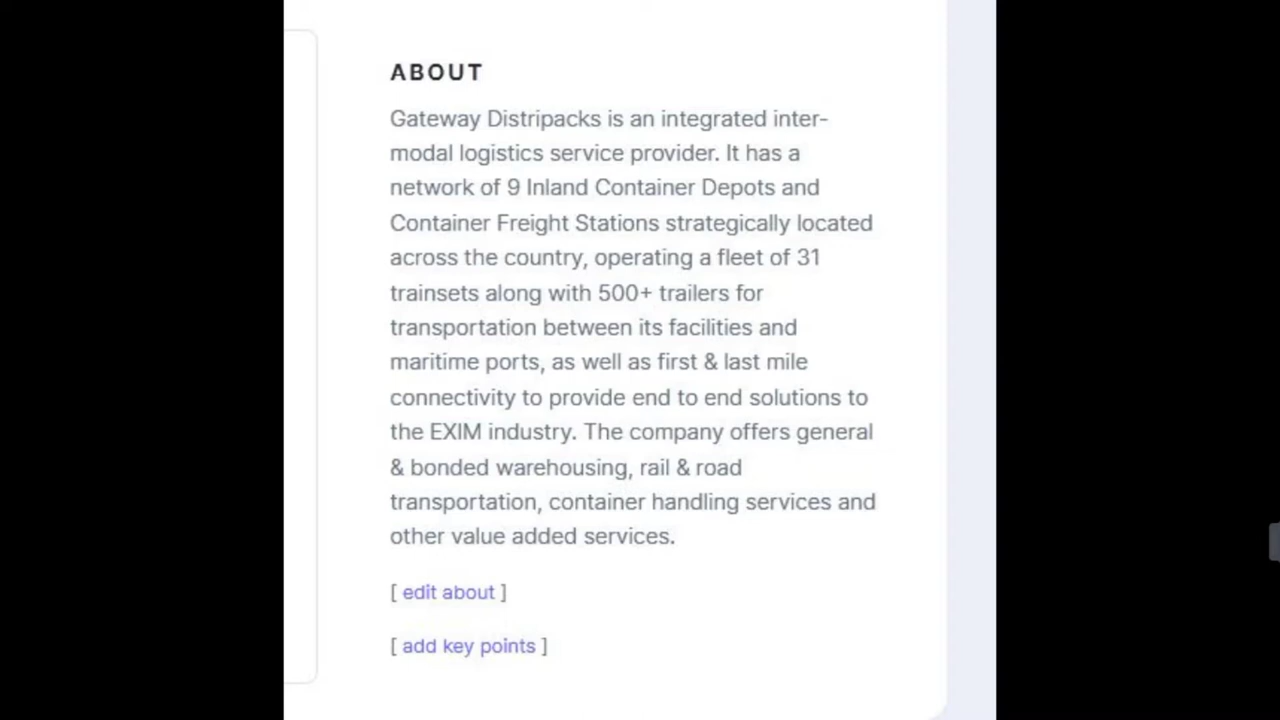 ABOUT
Gateway Distripacks is an integrated inter-
modal logistics service provider. It has a
network of 9 Inland Container Depots and
Container Freight Stations strategically located
across the country, operating a fleet of 31
trainsets along with 500+ trailers for
transportation between its facilities and
maritime ports, as well as first & last mile
connectivity to provide end to end solutions to
the EXIM industry. The company offers general
& bonded warehousing, rail & road
transportation, container handling services and
other value added services.
[ edit about ]
[ add key points ]